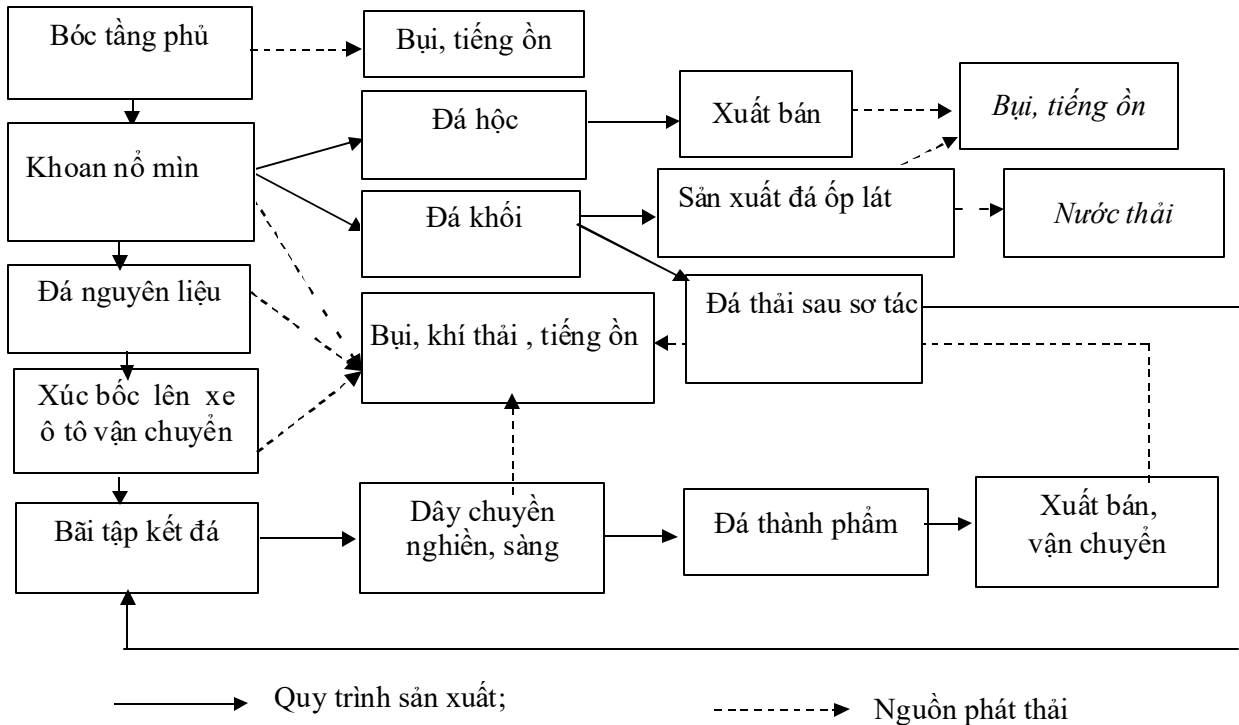 Bóc tầng phủ
Bụi, tiếng ồn
Đá hộc
Xuất bán
Bụi, tiếng ồn
Khoan nổ mìn
Đá khối
Sản xuất đá ốp lát
Nước thải
Đá nguyên liệu
Bụi, khí thải , tiếng ồn
Đá thải sau sơ tác
Xúc bốc lên xe
ô tô vận chuyển
Bãi tập kết đá
Dây chuyền
nghiền, sàng
Đá thành phẩm
Xuất bán,
vận chuyển
Quy trình sản xuất;
Nguồn phát thải